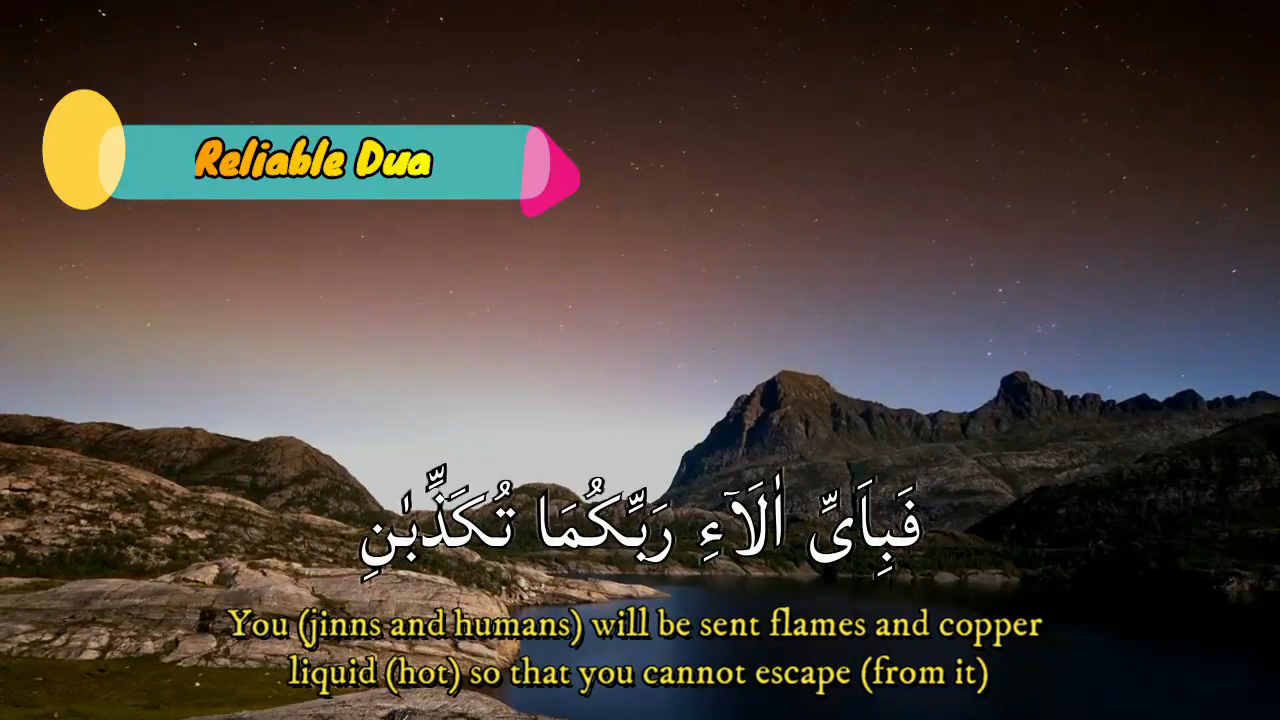 Reliable Dua
فَبِاَىِّ اٰلَآءِ رَبِّكُمَا تُكَذِّبٰنِ
You (jinns and humans) will be sent flames and copper
liquid (hot) so that you cannot escape (from it)